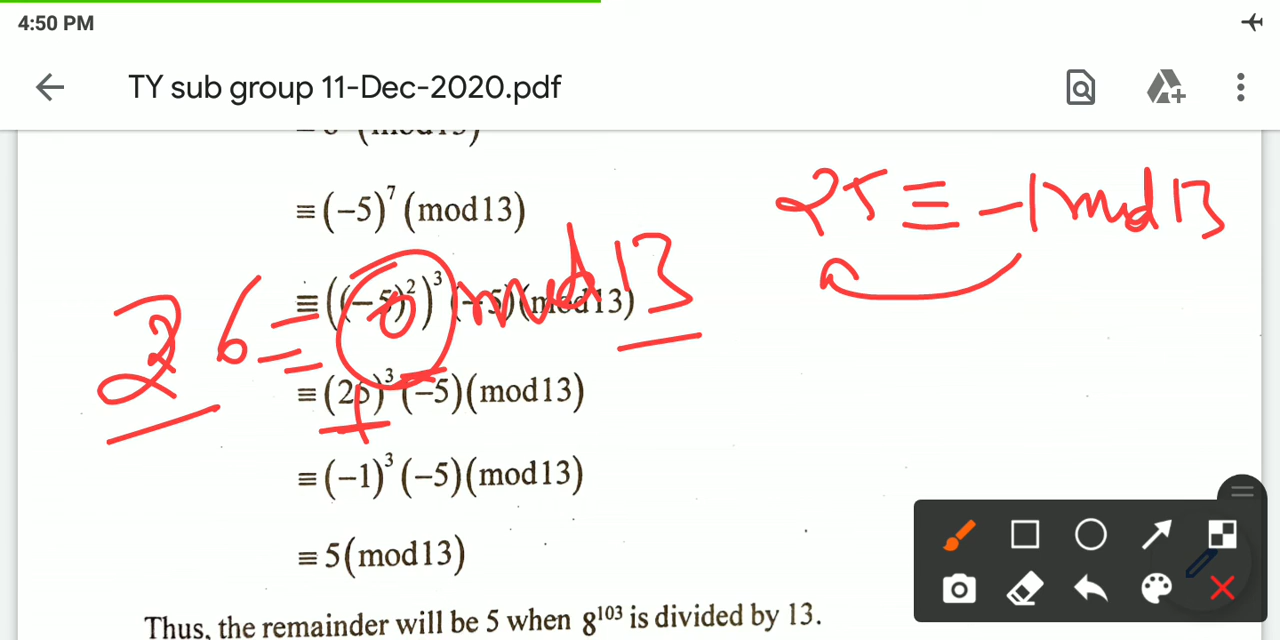 4:50 PM
TY sub group 11-Dec-2020.pdf
≡ (−5)⁷ (mod13)
25 ≡ −1 mod 13
≡ ((−5)²)³ (−5)(mod13)
26 ≡ 0 mod 13
≡ (25)³ (−5)(mod13)
≡ (−1)³ (−5)(mod13)
≡ 5(mod13)
Thus, the remainder will be 5 when 8¹⁰³ is divided by 13.